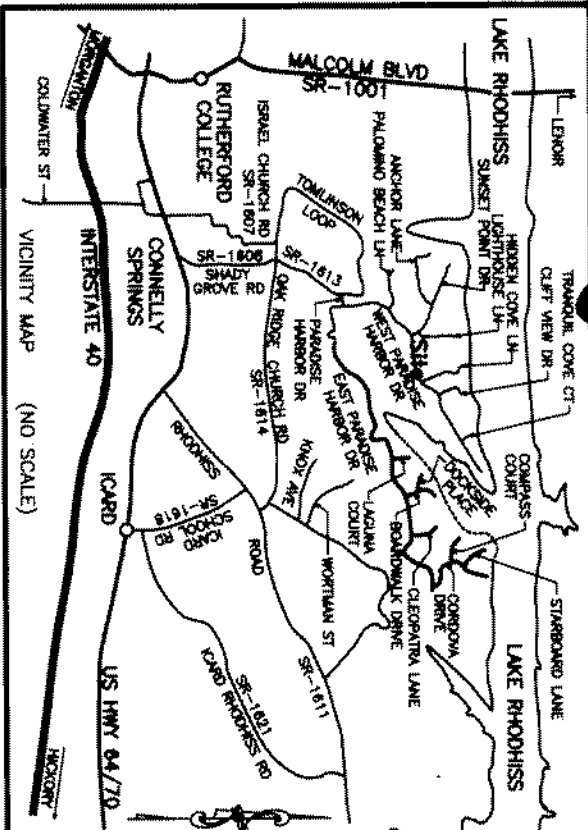 LENOIR
LAKE RHODHISS
MALCOLM BLVD
SR-1001
MORGANTON
COLDWATER ST
RUTHERFORD
COLLEGE
ISRAEL CHURCH RD
SR-1607
TOMLINSON
LOOP
PALOMINO BEACH LN
ANCHOR LANE
SUNSET POINT DR
LIGHTHOUSE LN
HIDDEN COVE LN
CLIFT VIEW DR
TRANQUIL COVE CT
INTERSTATE 40
CONNELLY
SPRINGS
SR-1606
SHADY
GROVE RD
SR-1613
OAK RIDGE CHURCH RD
SR-1614
PARADISE
HARBOR DR
WEST PARADISE
HARBOR DR
EAST PARADISE
HARBOR DR
DOCKSIDE
PLACE
COMPASS
COURT
STARBOARD LANE
CORDOVA
DRIVE
CLEOPATRA LANE
BOARDWALK DRIVE
LAGUNA
COURT
LAKE RHODHISS
KNOX AVE
WORTMAN ST
RHODHISS
ROAD
SR-1611
SR-1618
ICARD
SCHOOL RD
ICARD
SR-1621
ICARD RHODHISS RD
US HWY 64/70
HICKORY
VICINITY MAP (NO SCALE)